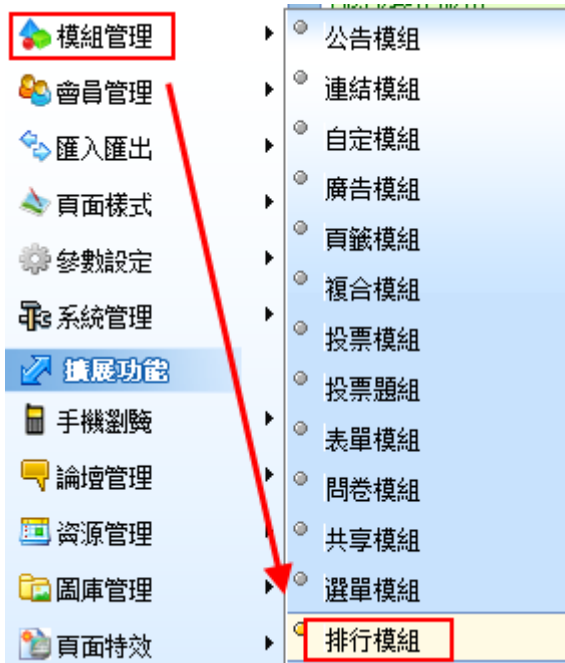 模組管理
會員管理
匯入匯出
頁面樣式
參數設定
系統管理
擴展功能
手機瀏覽
論壇管理
資源管理
圖庫管理
頁面特效
公告模组
連結模組
自定模組
廣告模組
頁籤模組
複合模組
投票模組
投票題組
表單模組
問卷模組
共享模組
選單模組
排行模組